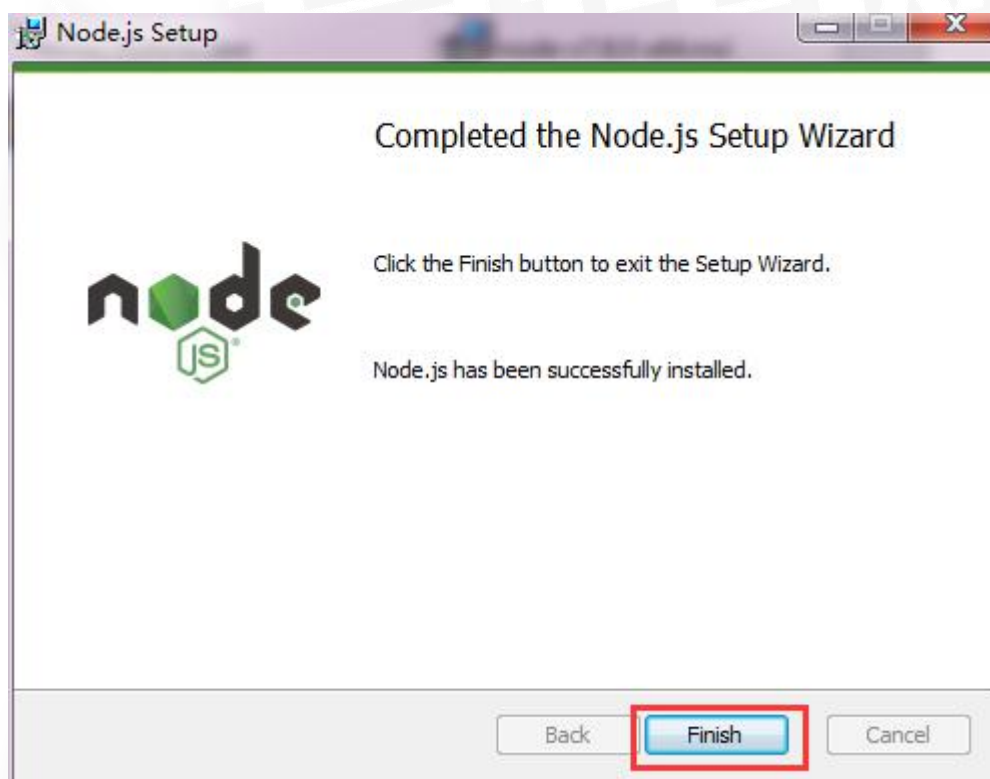 Node.js Setup
Completed the Node.js Setup Wizard
Click the Finish button to exit the Setup Wizard.
node
JS
Node.js has been successfully installed.
Back
Finish
Cancel